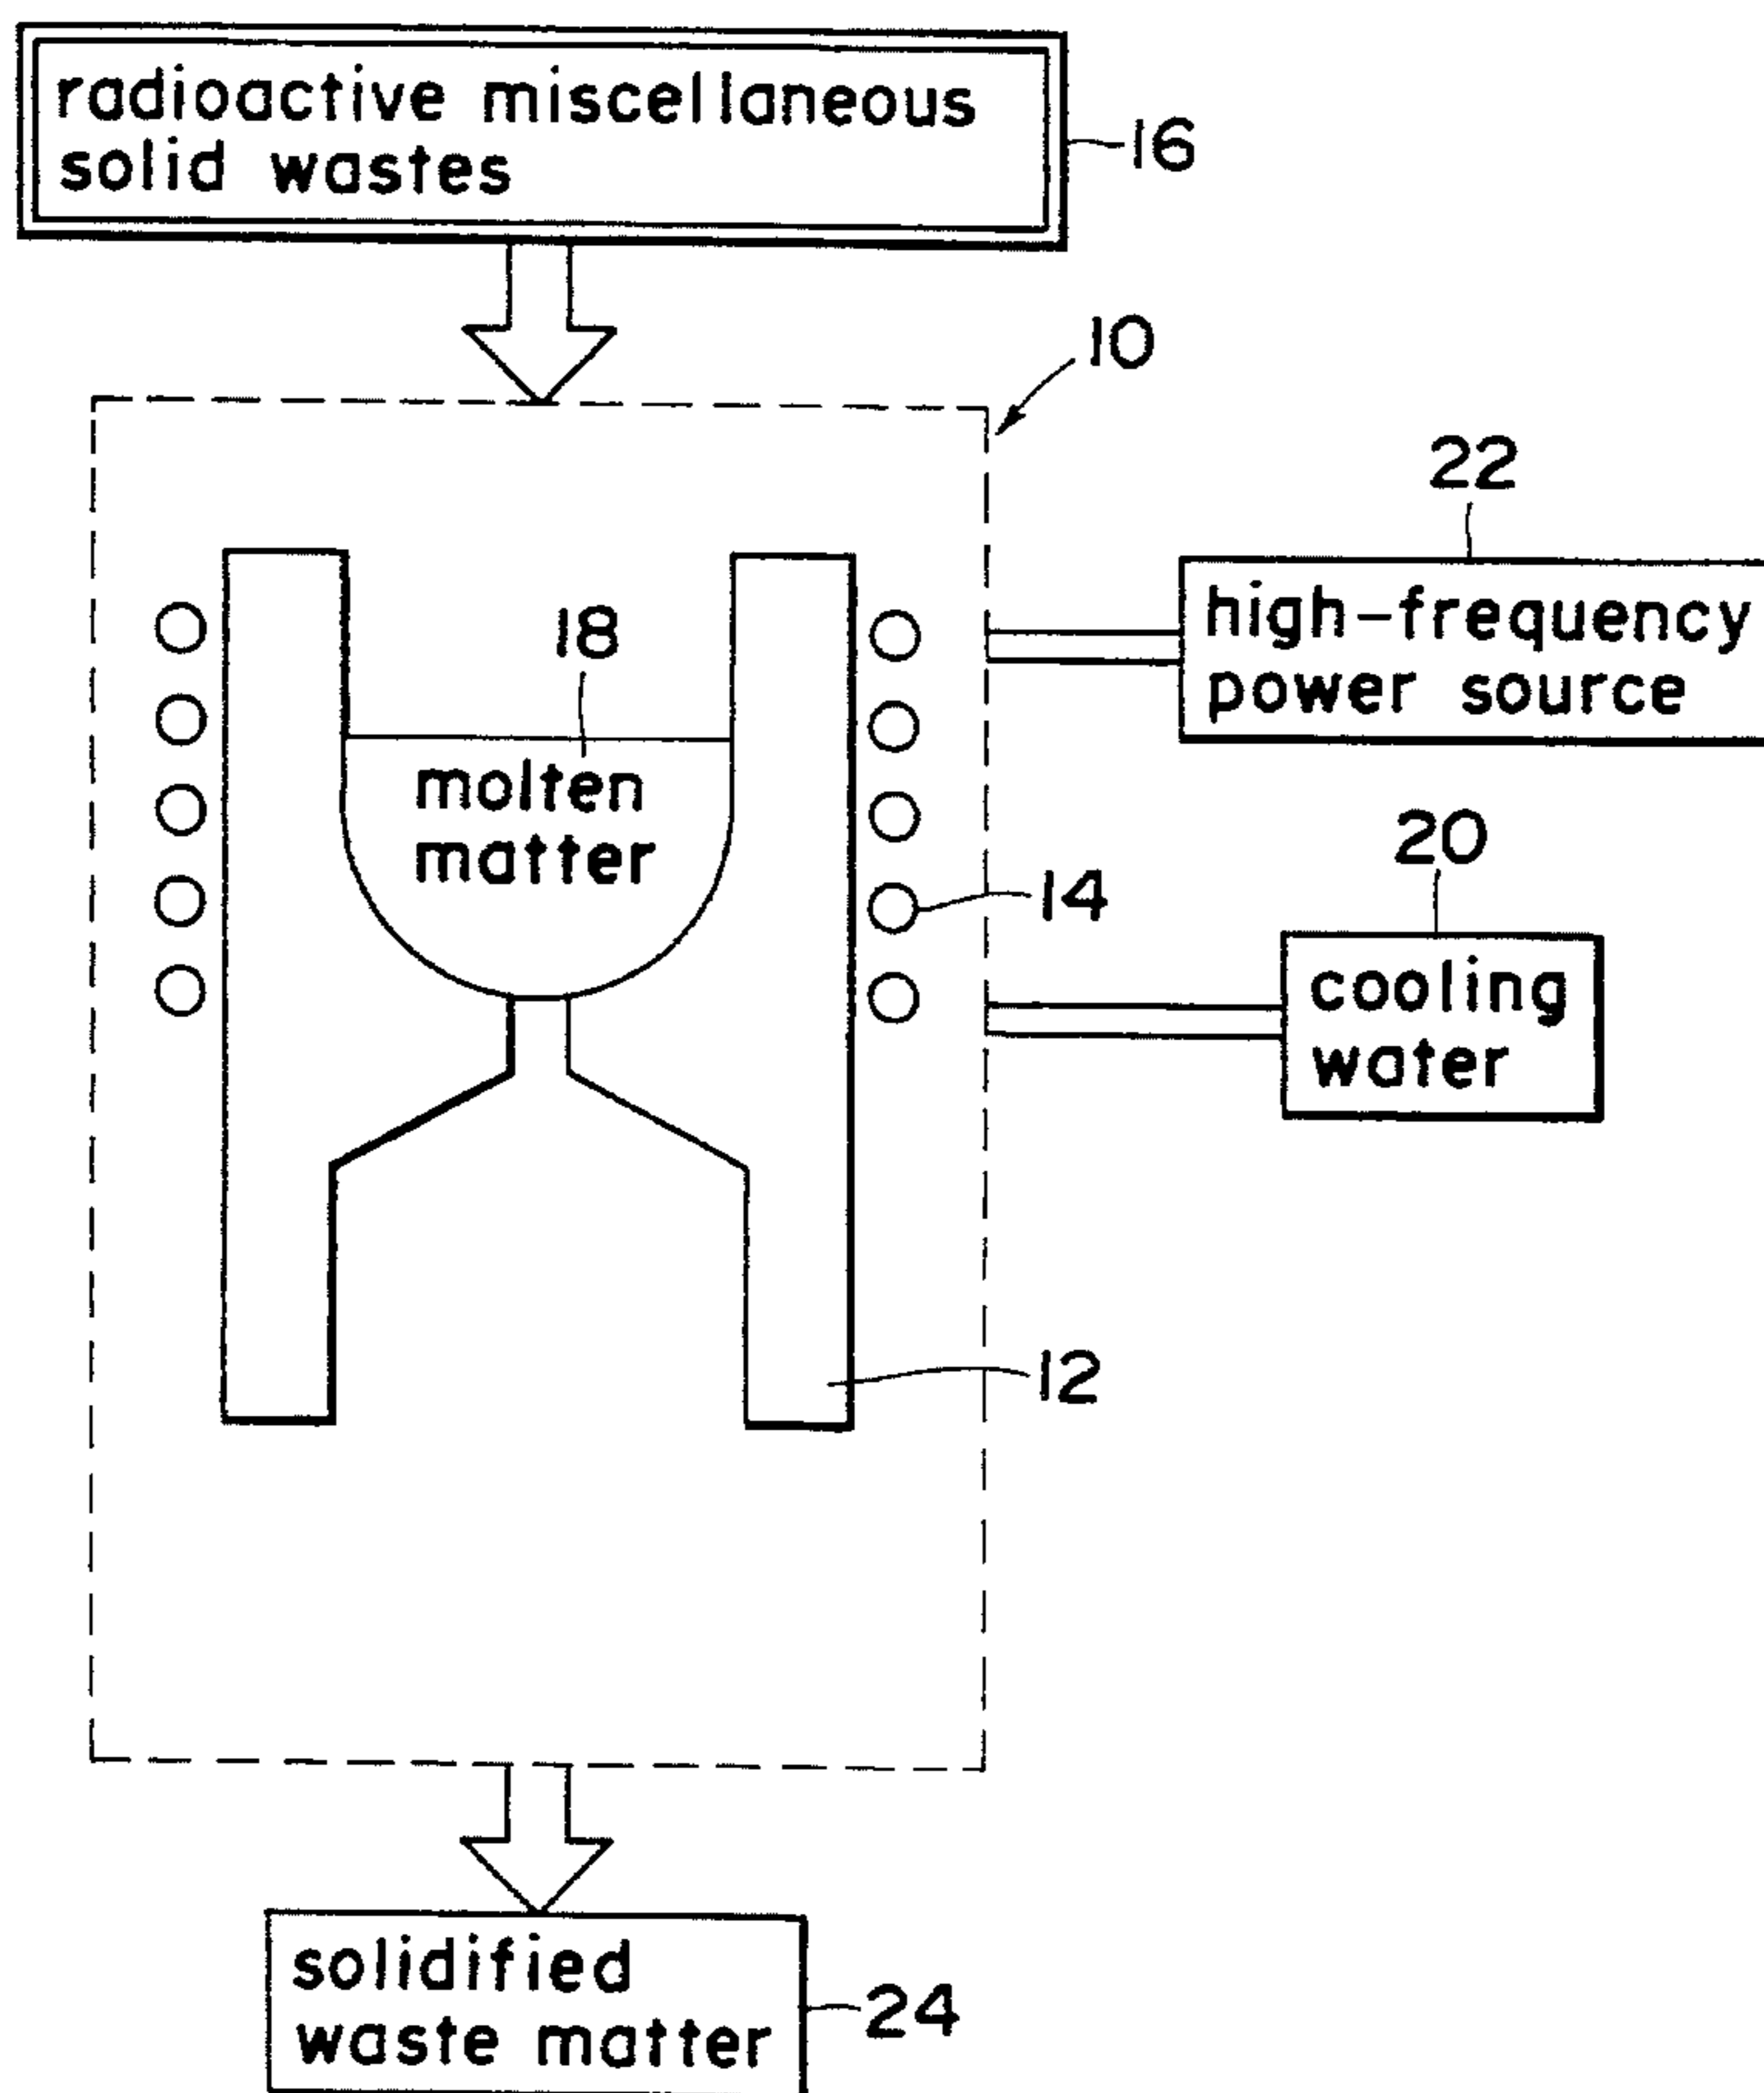 radioactive miscellaneous
solid wastes
16
10
22
high-frequency
power source
18
molten
matter
20
14
cooling
water
12
solidified
waste matter
24